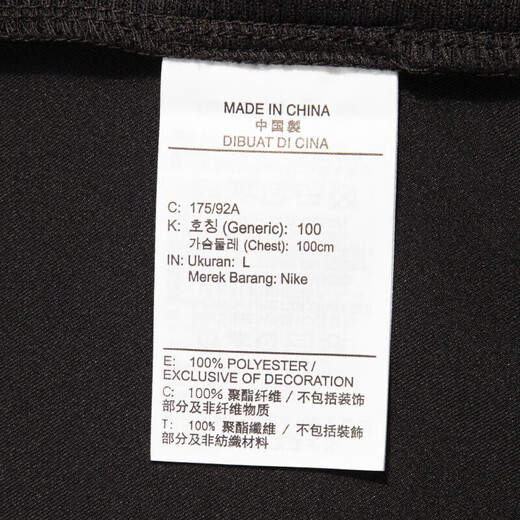 MADE IN CHINA
中国製
DIBUAT DI CINA
C: 175/92A
K: 호칭 (Generic): 100
가슴둘레 (Chest): 100cm
IN: Ukuran: L
Merek Barang: Nike
E: 100% POLYESTER /
EXCLUSIVE OF DECORATION
C: 100% 聚酯纤维 / 不包括装饰
部分及非纤维物质
T: 100% 聚酯纖維 / 不包括裝飾
部分及非紡織材料